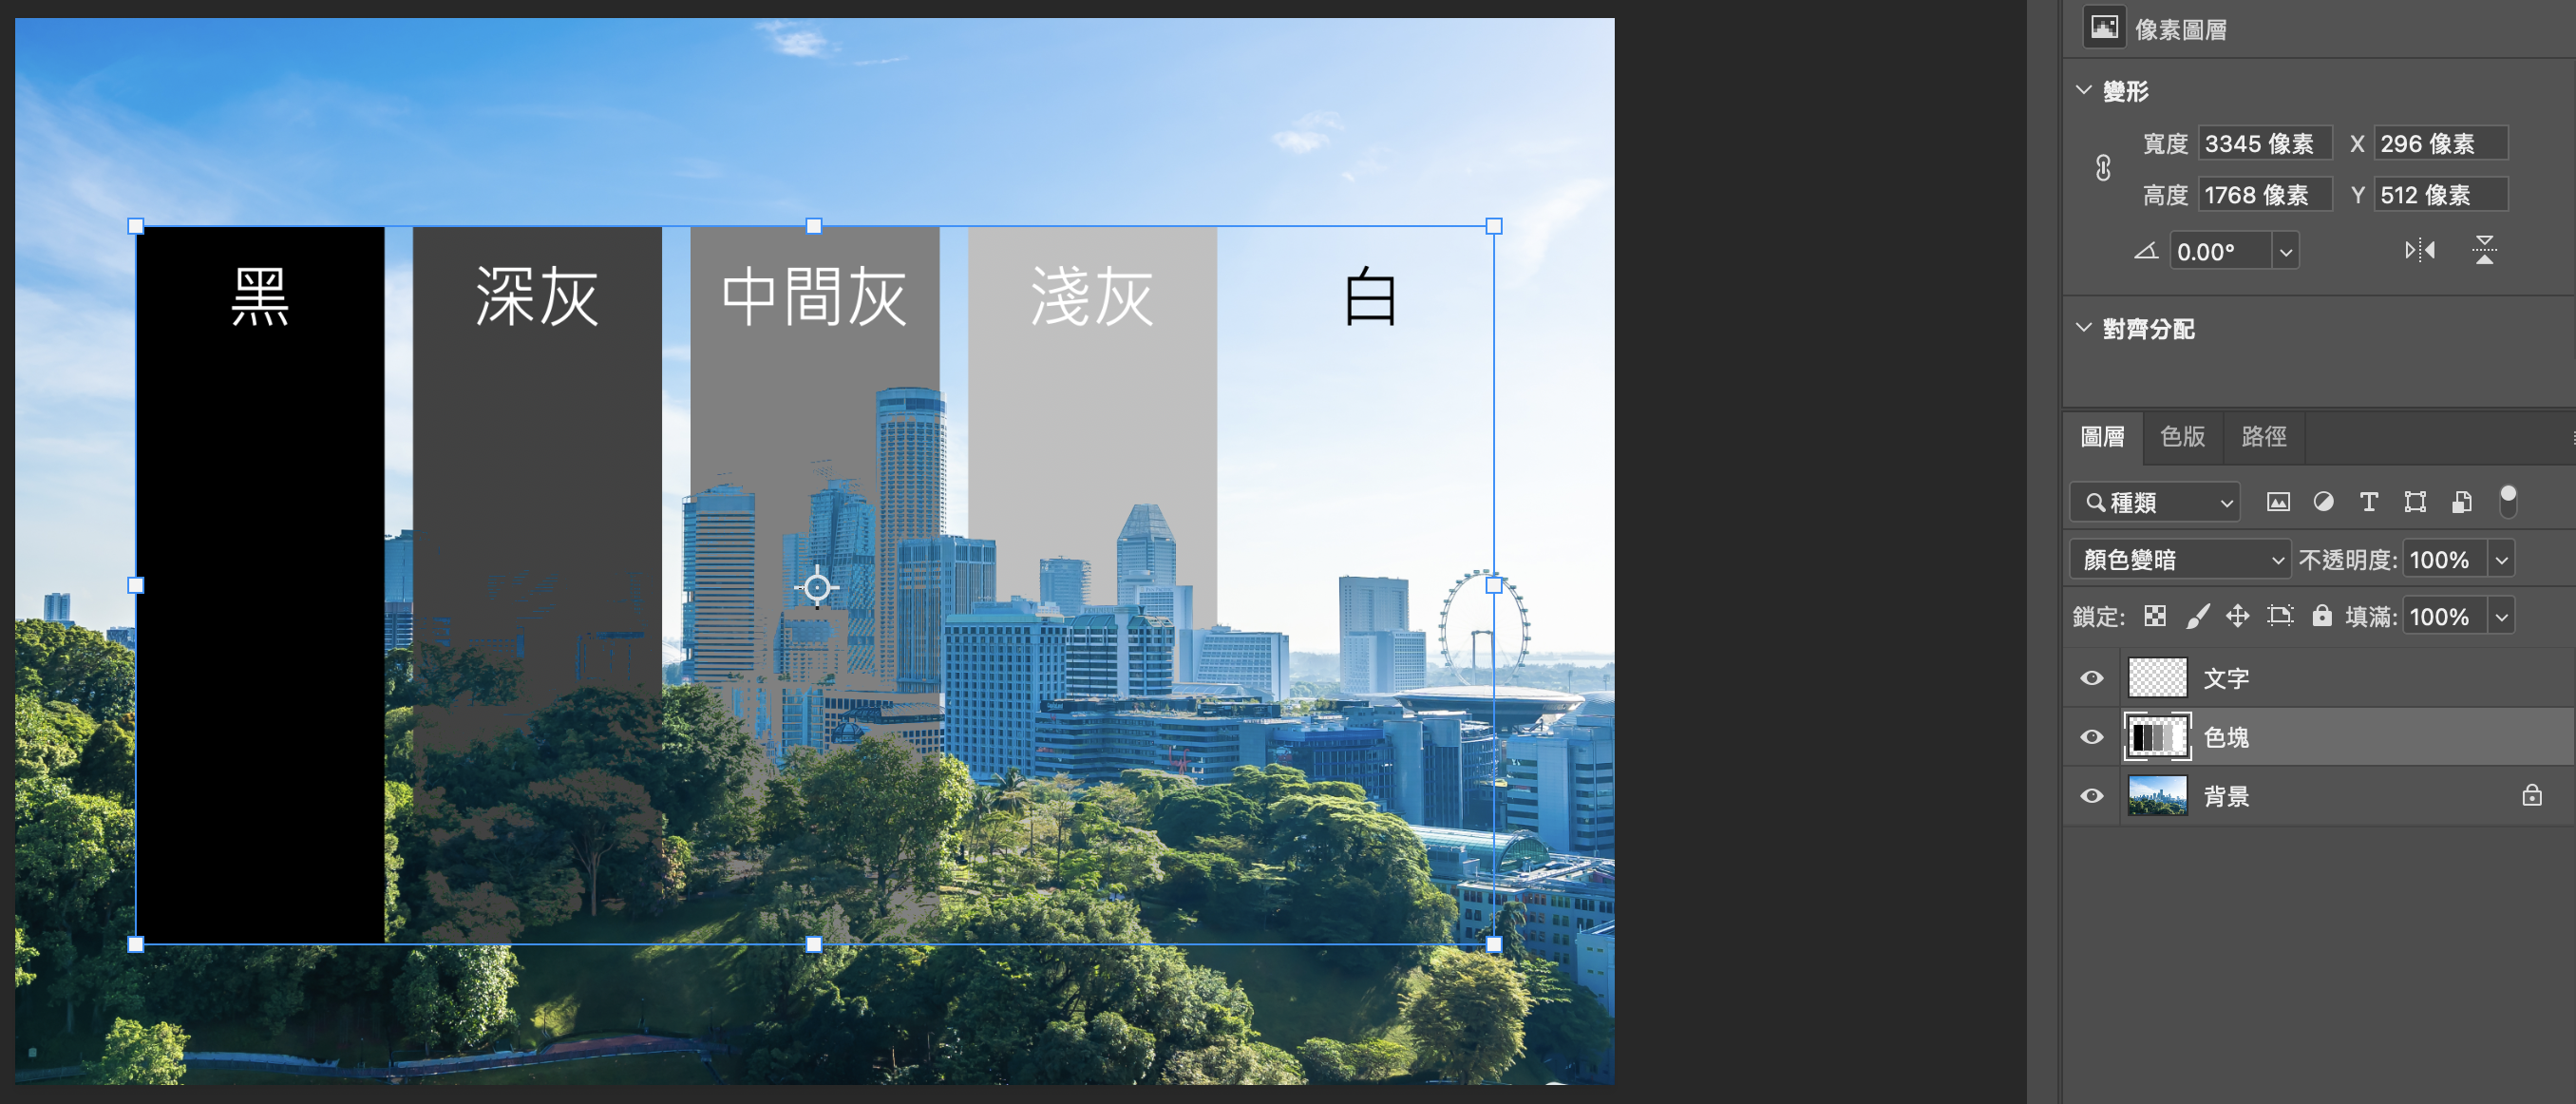 黑
深灰
中間灰
淺灰
白
像素圖層
變形
寬度 3345 像素 X 296 像素
高度 1768 像素 Y 512 像素
0.00°
對齊分配
圖層 色版 路徑
種類
顏色變暗 不透明度: 100%
鎖定: 填滿: 100%
文字
色塊
背景